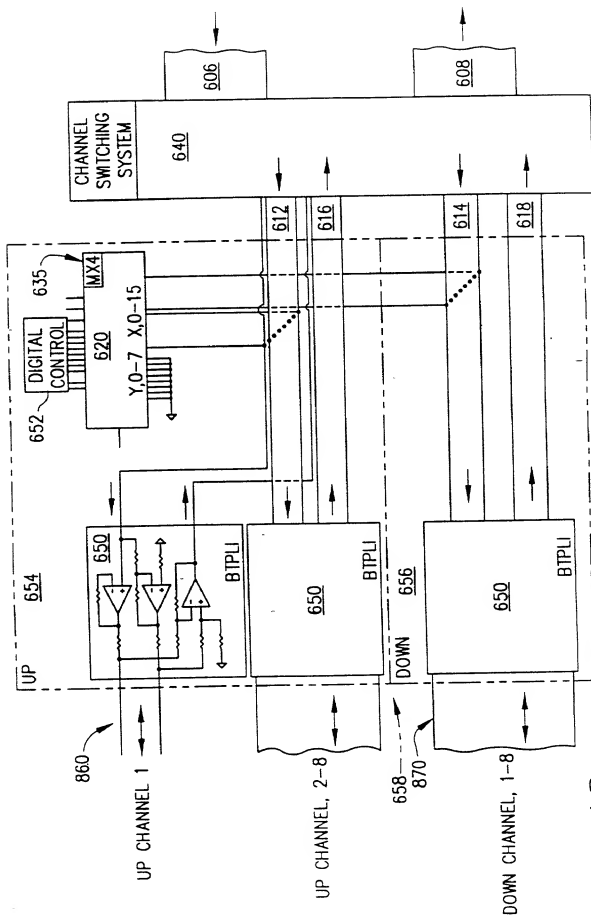 CHANNEL
SWITCHING
SYSTEM
640
606
608
612
616
614
618
635
MX4
620
Y,0-7 X,0-15
DIGITAL
CONTROL
652
654
UP
650
BTPLI
650
BTPLI
656
DOWN
650
BTPLI
860
UP CHANNEL 1
UP CHANNEL, 2-8
658
870
DOWN CHANNEL, 1-8